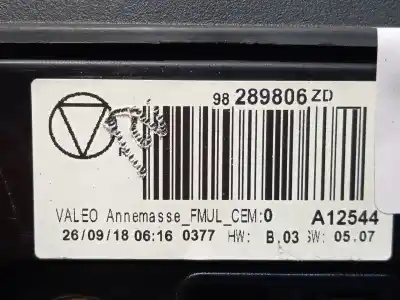 98 289806 ZD
VALEO Annemasse_FMUL_CEM:0 A12544
26/09/18 06:16 0377 HW: B.03 SW: 05.07